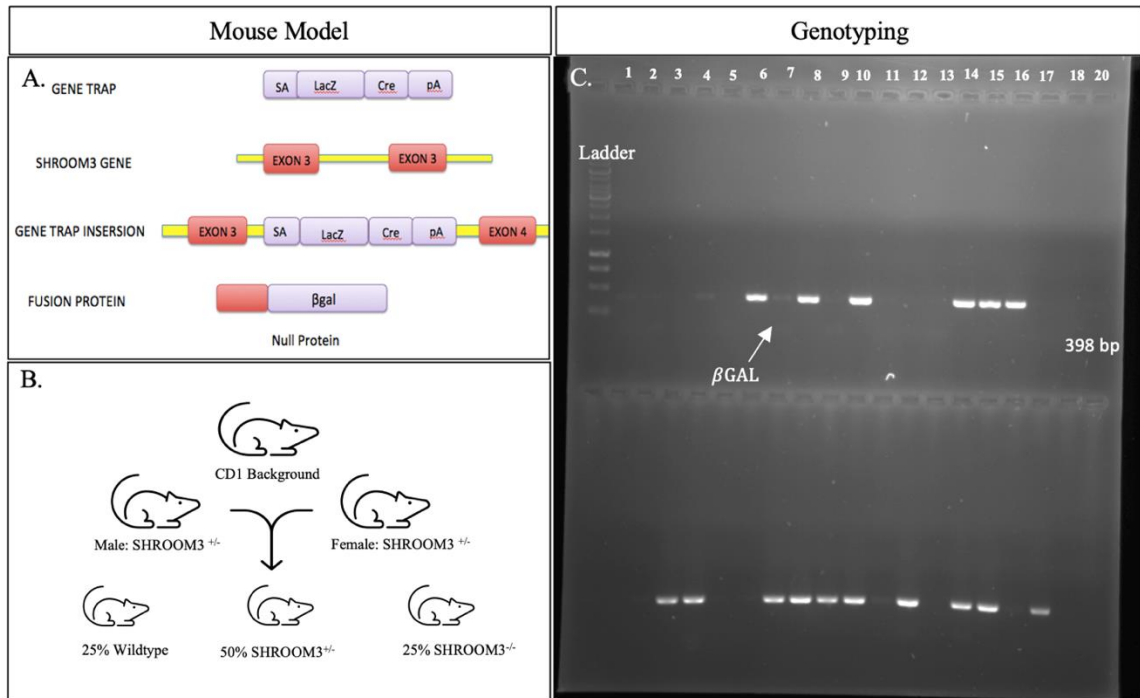 Mouse Model
Genotyping
A.
GENE TRAP
SA LacZ Cre pA
SHROOM3 GENE
EXON 3 EXON 3
GENE TRAP INSERSION
EXON 3 SA LacZ Cre pA EXON 4
FUSION PROTEIN
βgal
Null Protein
B.
CD1 Background
Male: SHROOM3 +/-
Female: SHROOM3 +/-
25% Wildtype
50% SHROOM3+/-
25% SHROOM3-/-
C.
1 2 3 4 5 6 7 8 9 10 11 12 13 14 15 16 17 18 20
Ladder
398 bp
βGAL